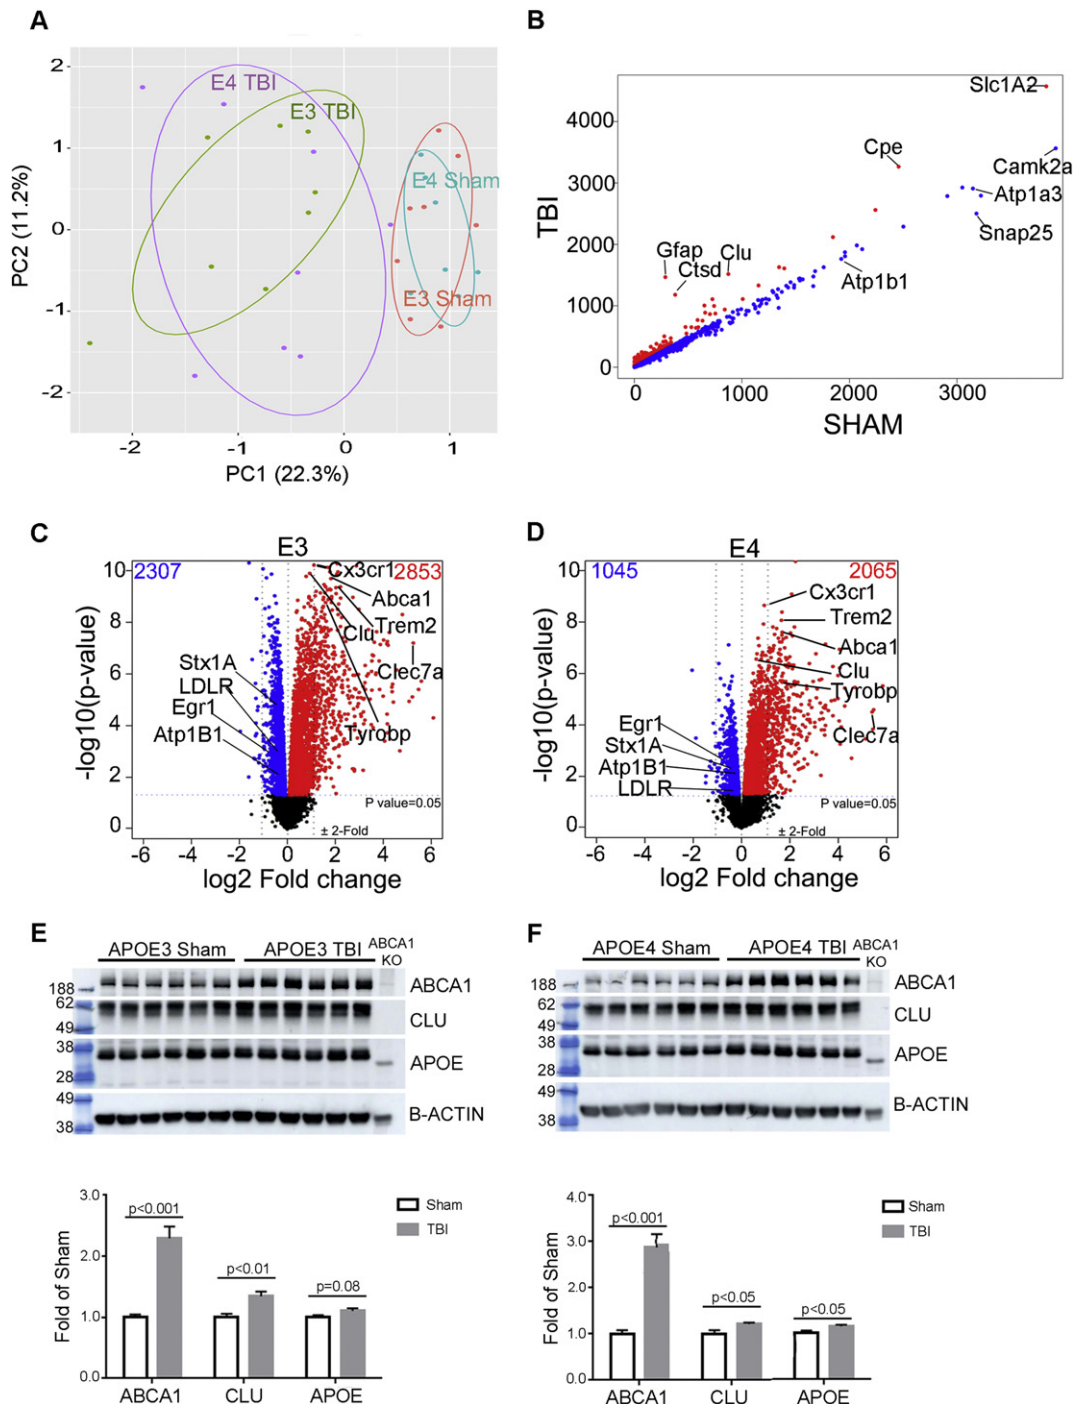 A
2
1
0
-1
-2
PC2 (11.2%)
E4 TBI
E3 TBI
E4 Sham
E3 Sham
-2
-1
0
1
PC1 (22.3%)
B
TBI
4000
3000
2000
1000
0
Slc1A2
Cpe
Camk2a
Atp1a3
Snap25
Gfap
Ctsd
Clu
Atp1b1
0
1000
2000
3000
SHAM
C
E3
-log10(p-value)
10
8
6
4
2
0
2307
2853
Cx3cr1
Abca1
Trem2
Clu
Clec7a
Stx1A
LDLR
Egr1
Atp1B1
Tyrobp
P value=0.05
± 2-Fold
-6
-4
-2
0
2
4
6
log2 Fold change
D
E4
-log10(p-value)
10
8
6
4
2
0
1045
2065
Cx3cr1
Trem2
Abca1
Clu
Tyrobp
Egr1
Stx1A
Atp1B1
LDLR
Clec7a
P value=0.05
± 2-Fold
-6
-4
-2
0
2
4
6
log2 Fold change
E
APOE3 Sham
APOE3 TBI
ABCA1
KO
188
62
49
38
28
49
38
ABCA1
CLU
APOE
B-ACTIN
Fold of Sham
3.0
2.0
1.0
0.0
p<0.001
p<0.01
p=0.08
Sham
TBI
ABCA1
CLU
APOE
F
APOE4 Sham
APOE4 TBI
ABCA1
KO
188
62
49
38
28
49
38
ABCA1
CLU
APOE
B-ACTIN
Fold of Sham
4.0
3.0
2.0
1.0
0.0
p<0.001
p<0.05
p<0.05
Sham
TBI
ABCA1
CLU
APOE